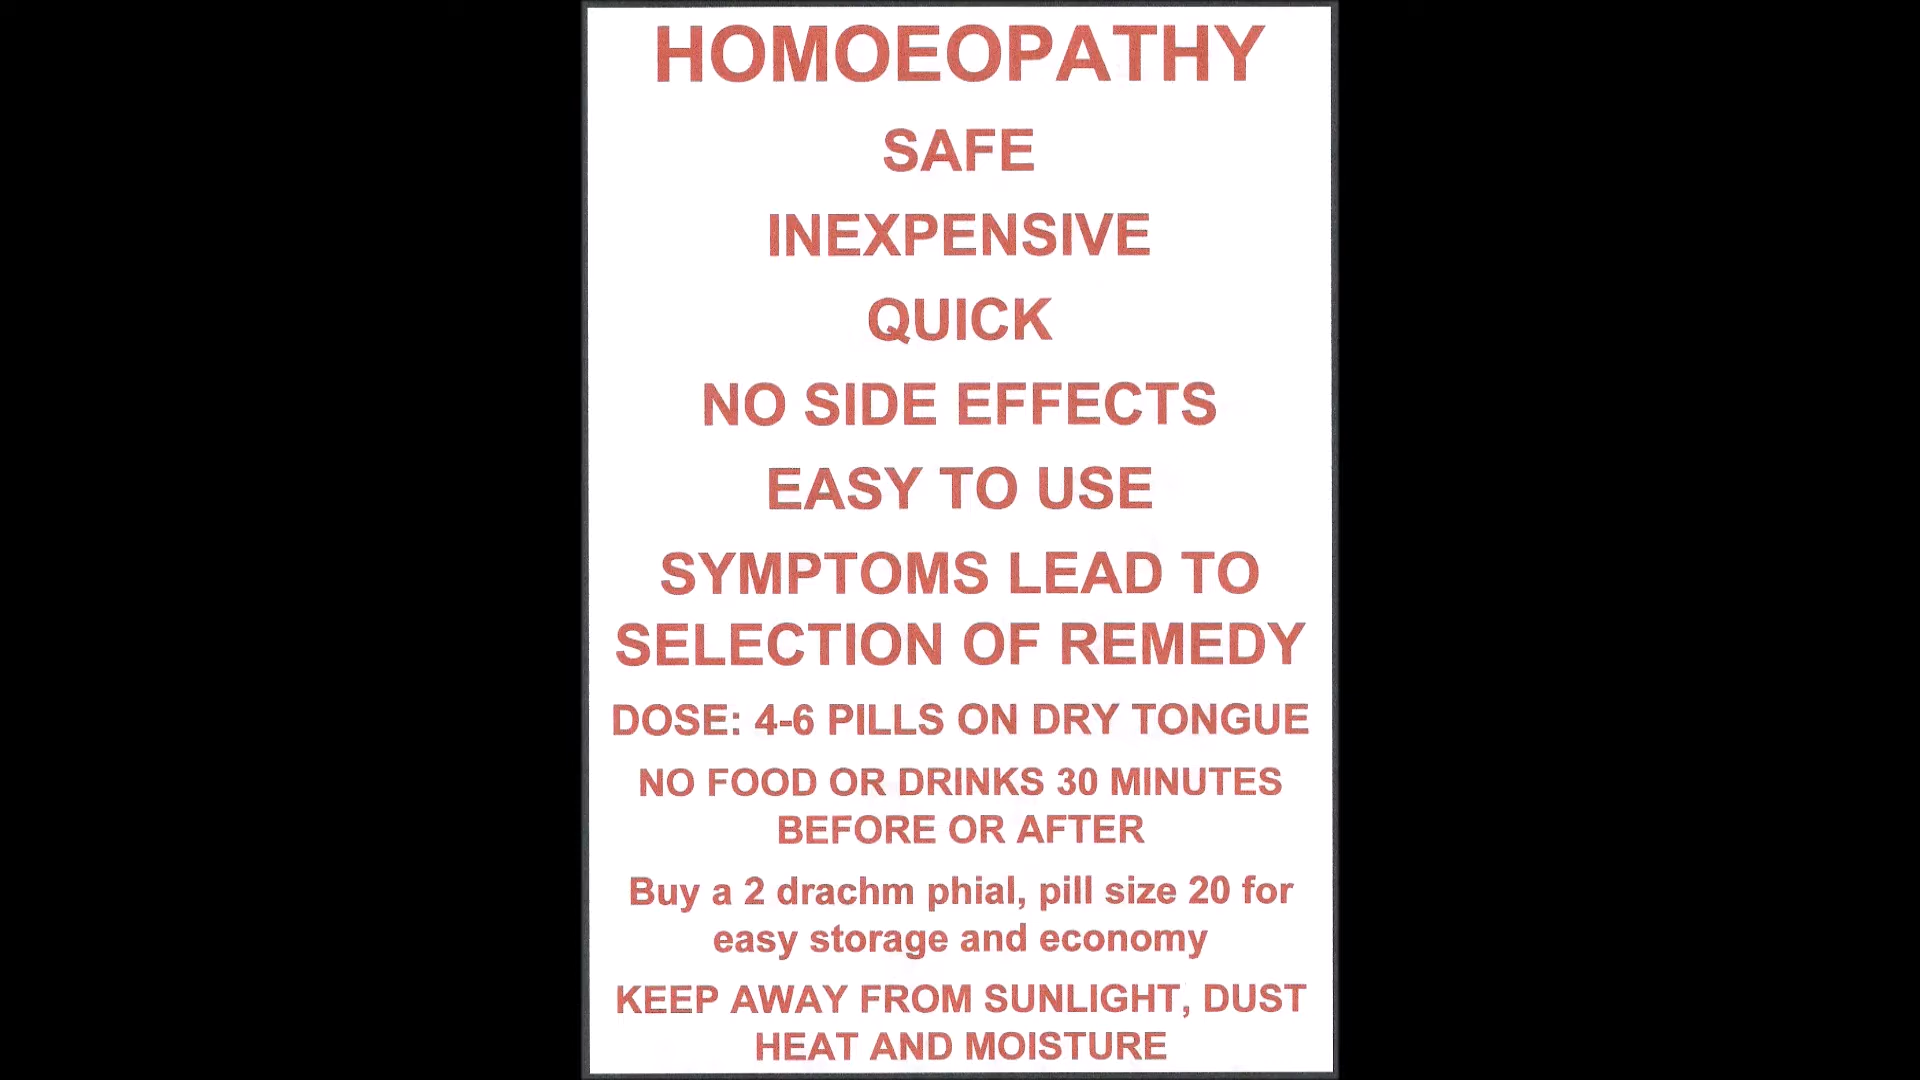 HOMOEOPATHY
SAFE
INEXPENSIVE
QUICK
NO SIDE EFFECTS
EASY TO USE
SYMPTOMS LEAD TO
SELECTION OF REMEDY
DOSE: 4-6 PILLS ON DRY TONGUE
NO FOOD OR DRINKS 30 MINUTES
BEFORE OR AFTER
Buy a 2 drachm phial, pill size 20 for
easy storage and economy
KEEP AWAY FROM SUNLIGHT, DUST
HEAT AND MOISTURE